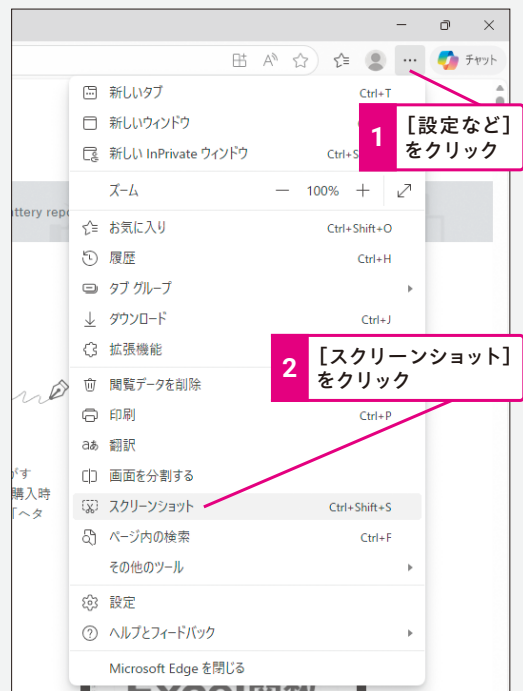 チャット
新しいタブ Ctrl+T
1 [設定など]
をクリック
新しいウィンドウ
新しい InPrivate ウィンドウ
ズーム 100%
attery repo
お気に入り Ctrl+Shift+O
履歴 Ctrl+H
タブ グループ
ダウンロード Ctrl+J
拡張機能
2 [スクリーンショット]
をクリック
閲覧データを削除
印刷 Ctrl+P
翻訳
画面を分割する
がす
購入時
「ヘタ
スクリーンショット Ctrl+Shift+S
ページ内の検索 Ctrl+F
その他のツール
設定
ヘルプとフィードバック
Microsoft Edge を閉じる